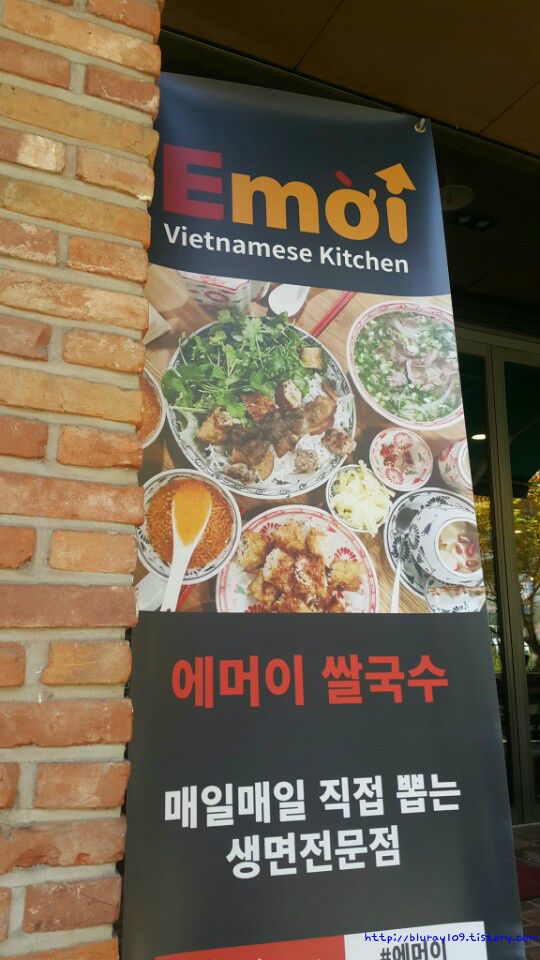 Emời
Vietnamese Kitchen
에머이 쌀국수
매일매일 직접 뽑는
생면전문점
#에머이
http://bluray109.tistory.com